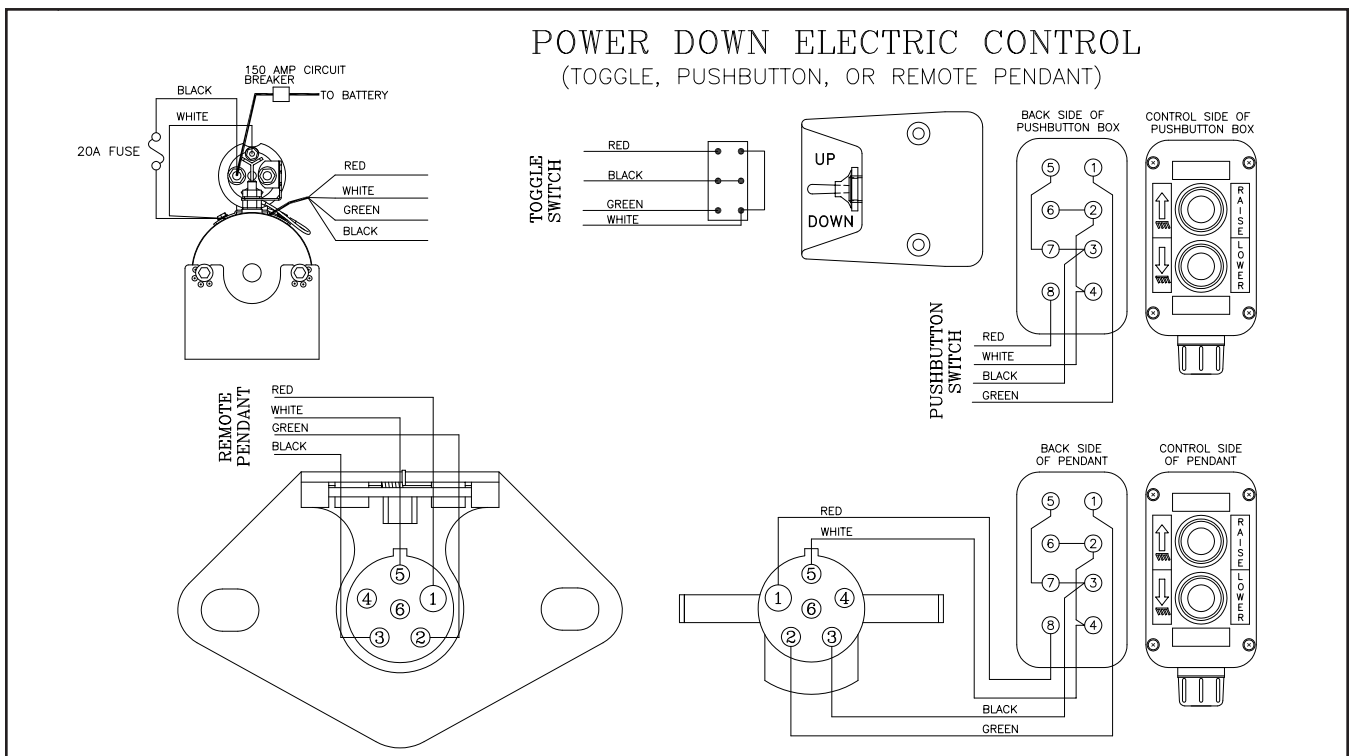 POWER DOWN ELECTRIC CONTROL
(TOGGLE, PUSHBUTTON, OR REMOTE PENDANT)
150 AMP CIRCUIT
BREAKER
TO BATTERY
BLACK
WHITE
20A FUSE
RED
WHITE
GREEN
BLACK
TOGGLE
SWITCH
RED
BLACK
GREEN
WHITE
UP
DOWN
BACK SIDE OF
PUSHBUTTON BOX
5 1
6 2
7 3
8 4
CONTROL SIDE OF
PUSHBUTTON BOX
RAISE
LOWER
PUSHBUTTON
SWITCH
RED
WHITE
BLACK
GREEN
REMOTE
PENDANT
RED
WHITE
GREEN
BLACK
5
4 6 1
3 2
RED
WHITE
5
1 6 4
2 3
BLACK
GREEN
BACK SIDE
OF PENDANT
5 1
6 2
7 3
8 4
CONTROL SIDE
OF PENDANT
RAISE
LOWER